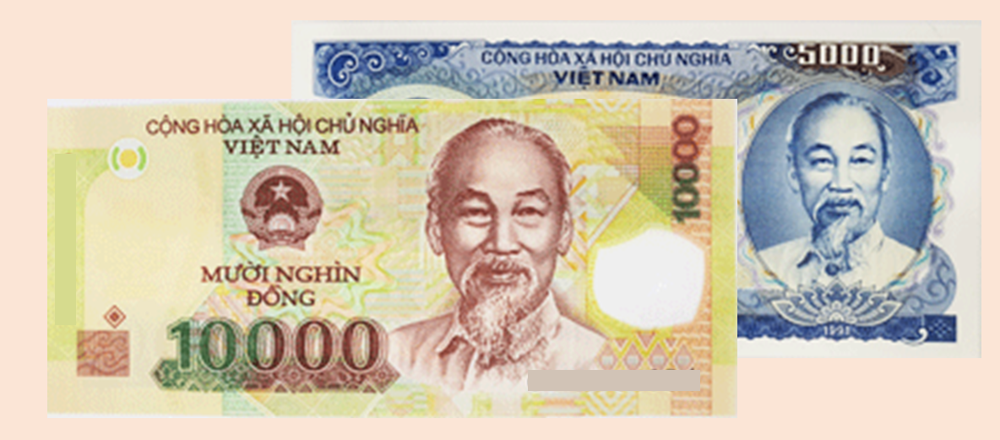 CỘNG HÒA XÃ HỘI CHỦ NGHĨA
VIỆT NAM
5000
1991
CỘNG HÒA XÃ HỘI CHỦ NGHĨA
VIỆT NAM
10000
MƯỜI NGHÌN
ĐỒNG
10000